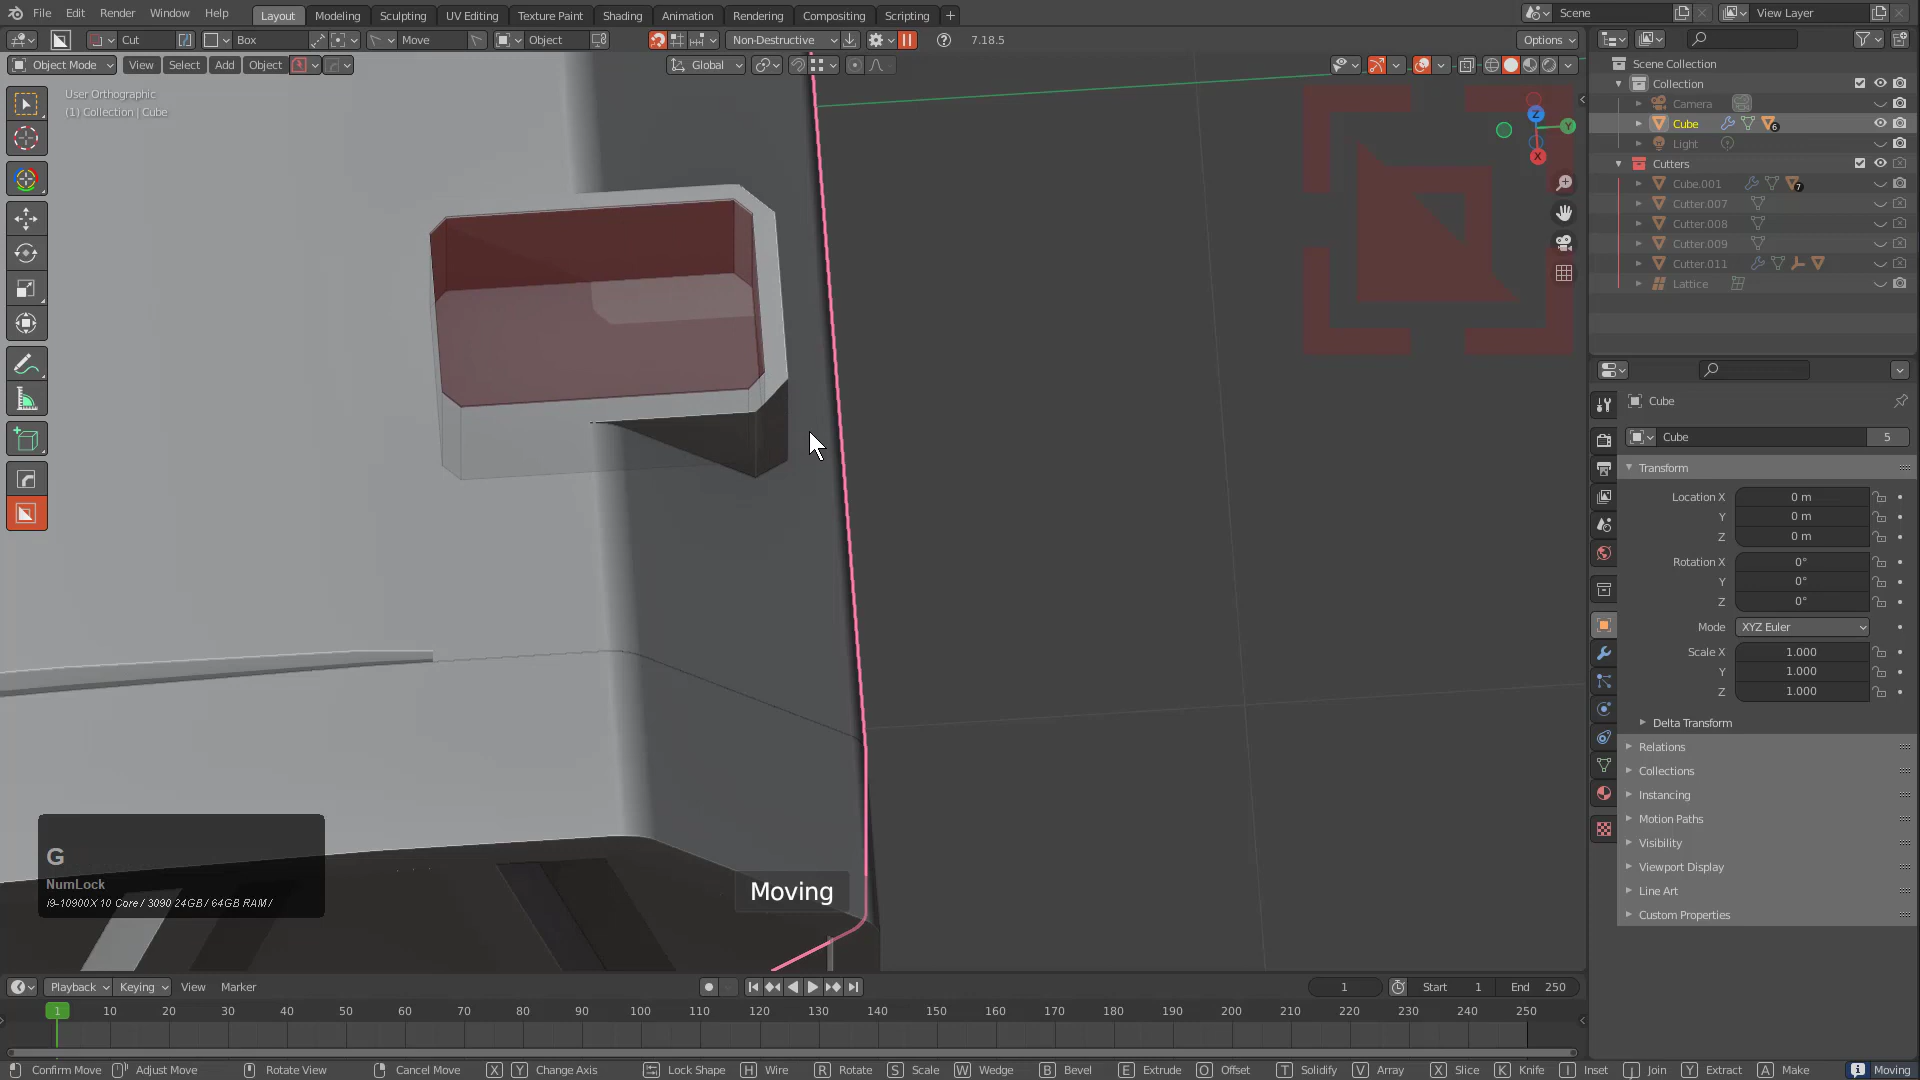 File Edit Render Window Help Layout Modeling Sculpting UV Editing Texture Paint Shading Animation Rendering Compositing Scripting + Scene View Layer
Cut Box Move Object Non-Destructive 7.18.5 Options
Object Mode View Select Add Object Global
User Orthographic
(1) Collection | Cube
Z
Y
X
Scene Collection
Collection
Camera
Cube 6
Light
Cutters
Cube.001 7
Cutter.007
Cutter.008
Cutter.009
Cutter.011
Lattice
Cube
Cube 5
Transform
Location X 0 m
Y 0 m
Z 0 m
Rotation X 0°
Y 0°
Z 0°
Mode XYZ Euler
Scale X 1.000
Y 1.000
Z 1.000
Delta Transform
Relations
Collections
Instancing
Motion Paths
Visibility
Viewport Display
Line Art
Custom Properties
G
NumLock
i9-10900X 10 Core / 3090 24GB / 64GB RAM /
Moving
Playback Keying View Marker 1 Start 1 End 250
1 10 20 30 40 50 60 70 80 90 100 110 120 130 140 150 160 170 180 190 200 210 220 230 240 250
Confirm Move Adjust Move Rotate View Cancel Move X Y Change Axis Lock Shape H Wire R Rotate S Scale W Wedge B Bevel E Extrude O Offset T Solidify V Array X Slice K Knife I Inset J Join Y Extract A Make Moving